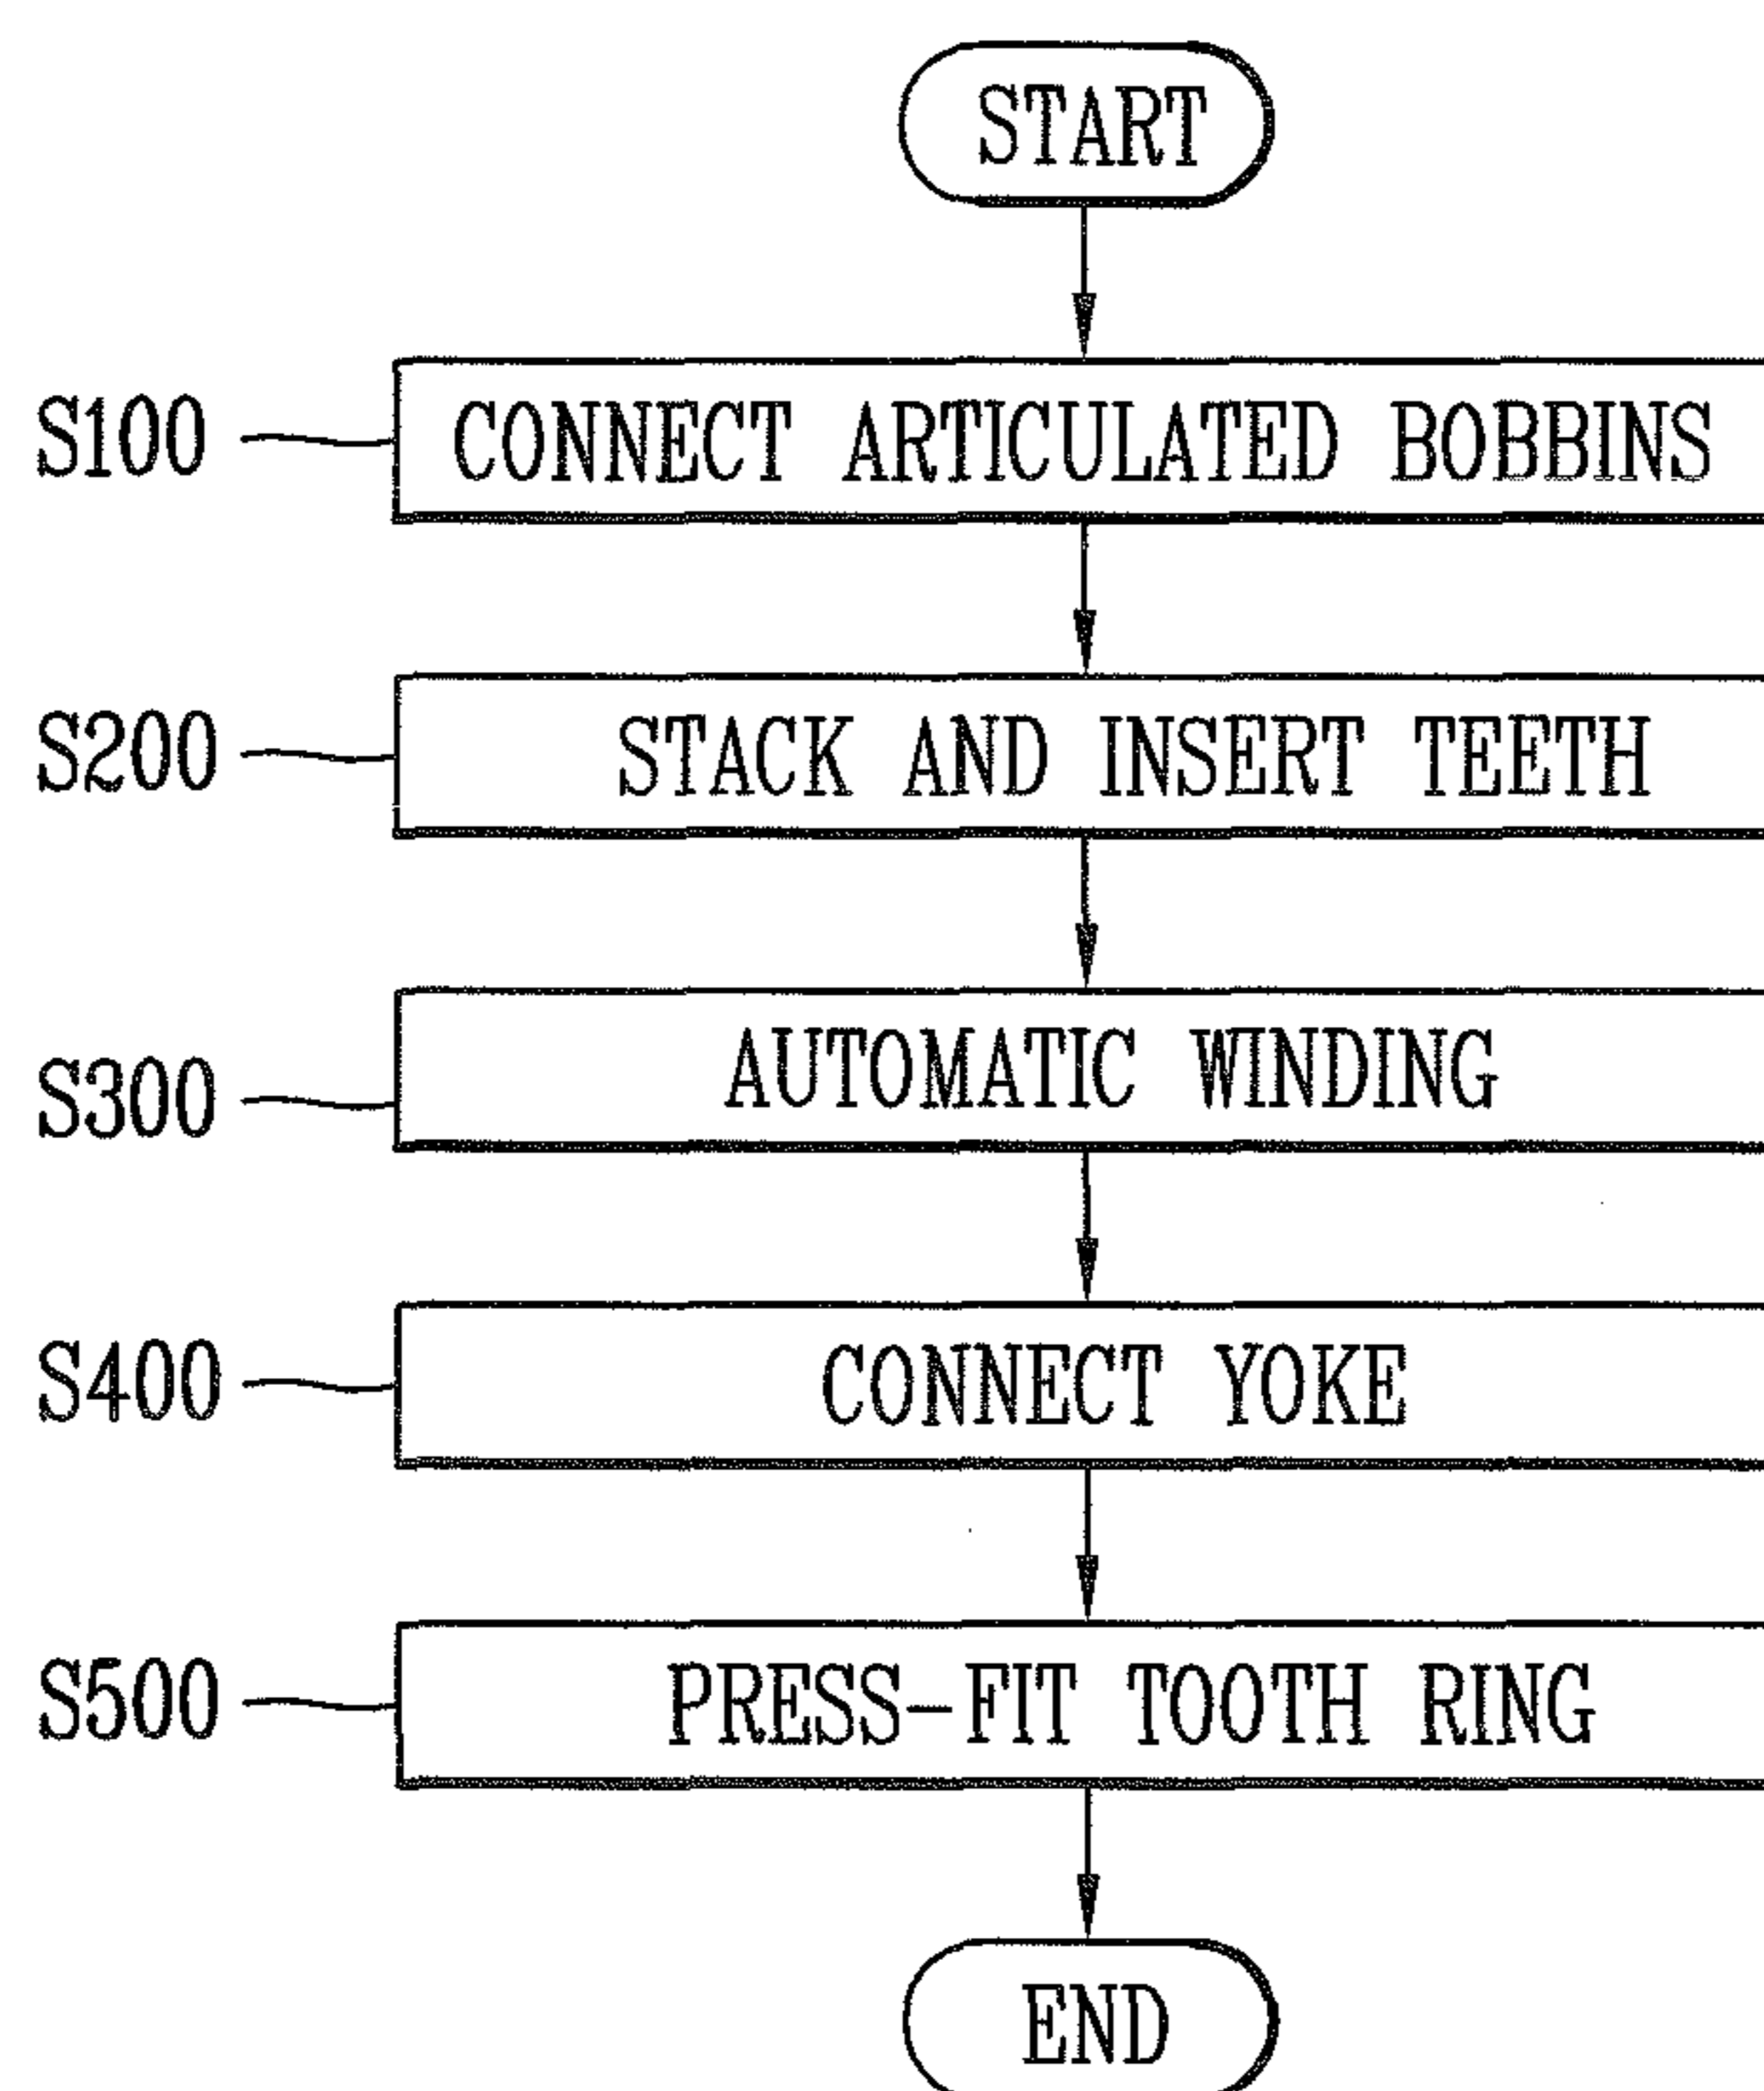 START
S100 CONNECT ARTICULATED BOBBINS
S200 STACK AND INSERT TEETH
S300 AUTOMATIC WINDING
S400 CONNECT YOKE
S500 PRESS-FIT TOOTH RING
END